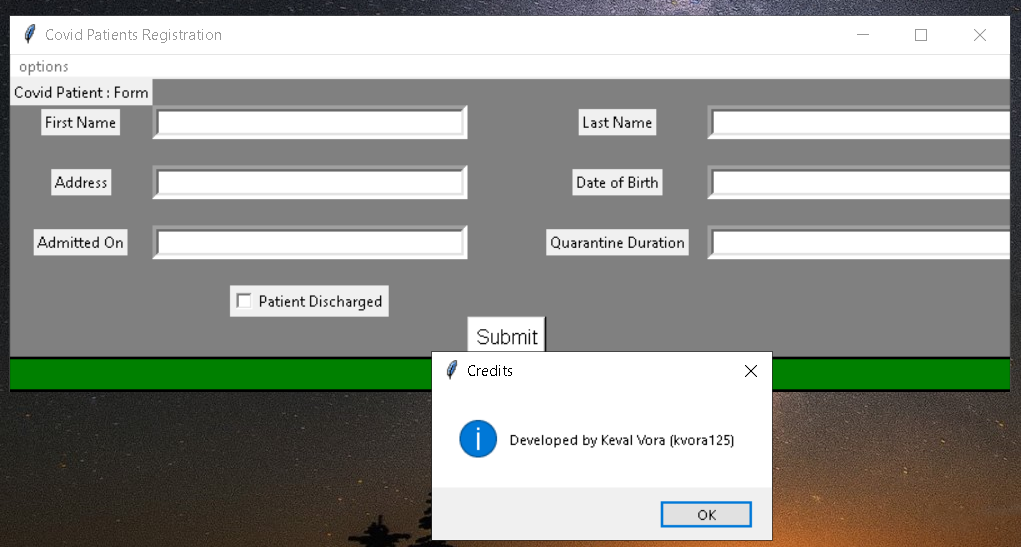 Covid Patients Registration
options
Covid Patient : Form
First Name
Last Name
Address
Date of Birth
Admitted On
Quarantine Duration
Patient Discharged
Submit
Credits
Developed by Keval Vora (kvora125)
OK